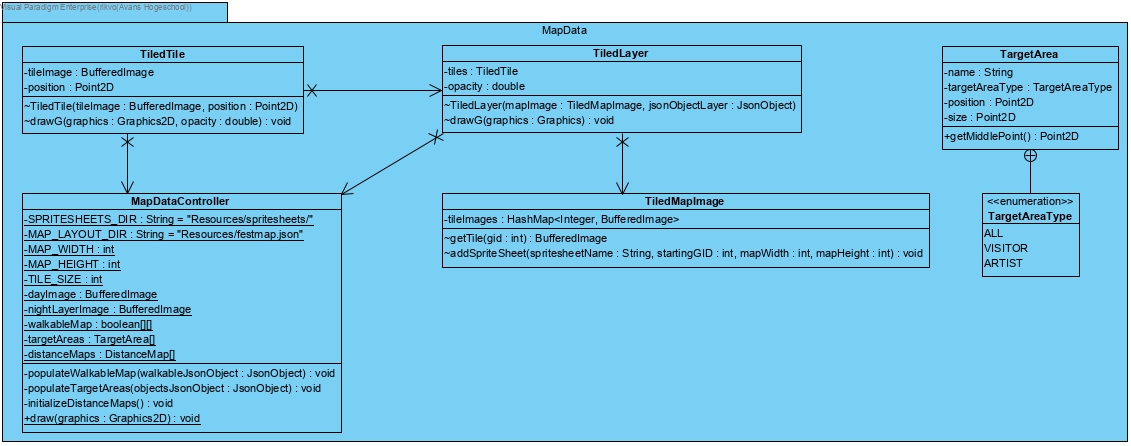 Visual Paradigm Enterprise(rikvo(Avans Hogeschool))
MapData
TiledTile
-tileImage : BufferedImage
-position : Point2D
~TiledTile(tileImage : BufferedImage, position : Point2D)
~drawG(graphics : Graphics2D, opacity : double) : void
TiledLayer
-tiles : TiledTile
-opacity : double
~TiledLayer(mapImage : TiledMapImage, jsonObjectLayer : JsonObject)
~drawG(graphics : Graphics) : void
TargetArea
-name : String
-targetAreaType : TargetAreaType
-position : Point2D
-size : Point2D
+getMiddlePoint() : Point2D
MapDataController
-SPRITESHEETS_DIR : String = "Resources/spritesheets/"
-MAP_LAYOUT_DIR : String = "Resources/festmap.json"
-MAP_WIDTH : int
-MAP_HEIGHT : int
-TILE_SIZE : int
-dayImage : BufferedImage
-nightLayerImage : BufferedImage
-walkableMap : boolean[][]
-targetAreas : TargetArea[]
-distanceMaps : DistanceMap[]
-populateWalkableMap(walkableJsonObject : JsonObject) : void
-populateTargetAreas(objectsJsonObject : JsonObject) : void
-initializeDistanceMaps() : void
+draw(graphics : Graphics2D) : void
TiledMapImage
-tileImages : HashMap<Integer, BufferedImage>
~getTile(gid : int) : BufferedImage
~addSpriteSheet(spritesheetName : String, startingGID : int, mapWidth : int, mapHeight : int) : void
<<enumeration>>
TargetAreaType
ALL
VISITOR
ARTIST